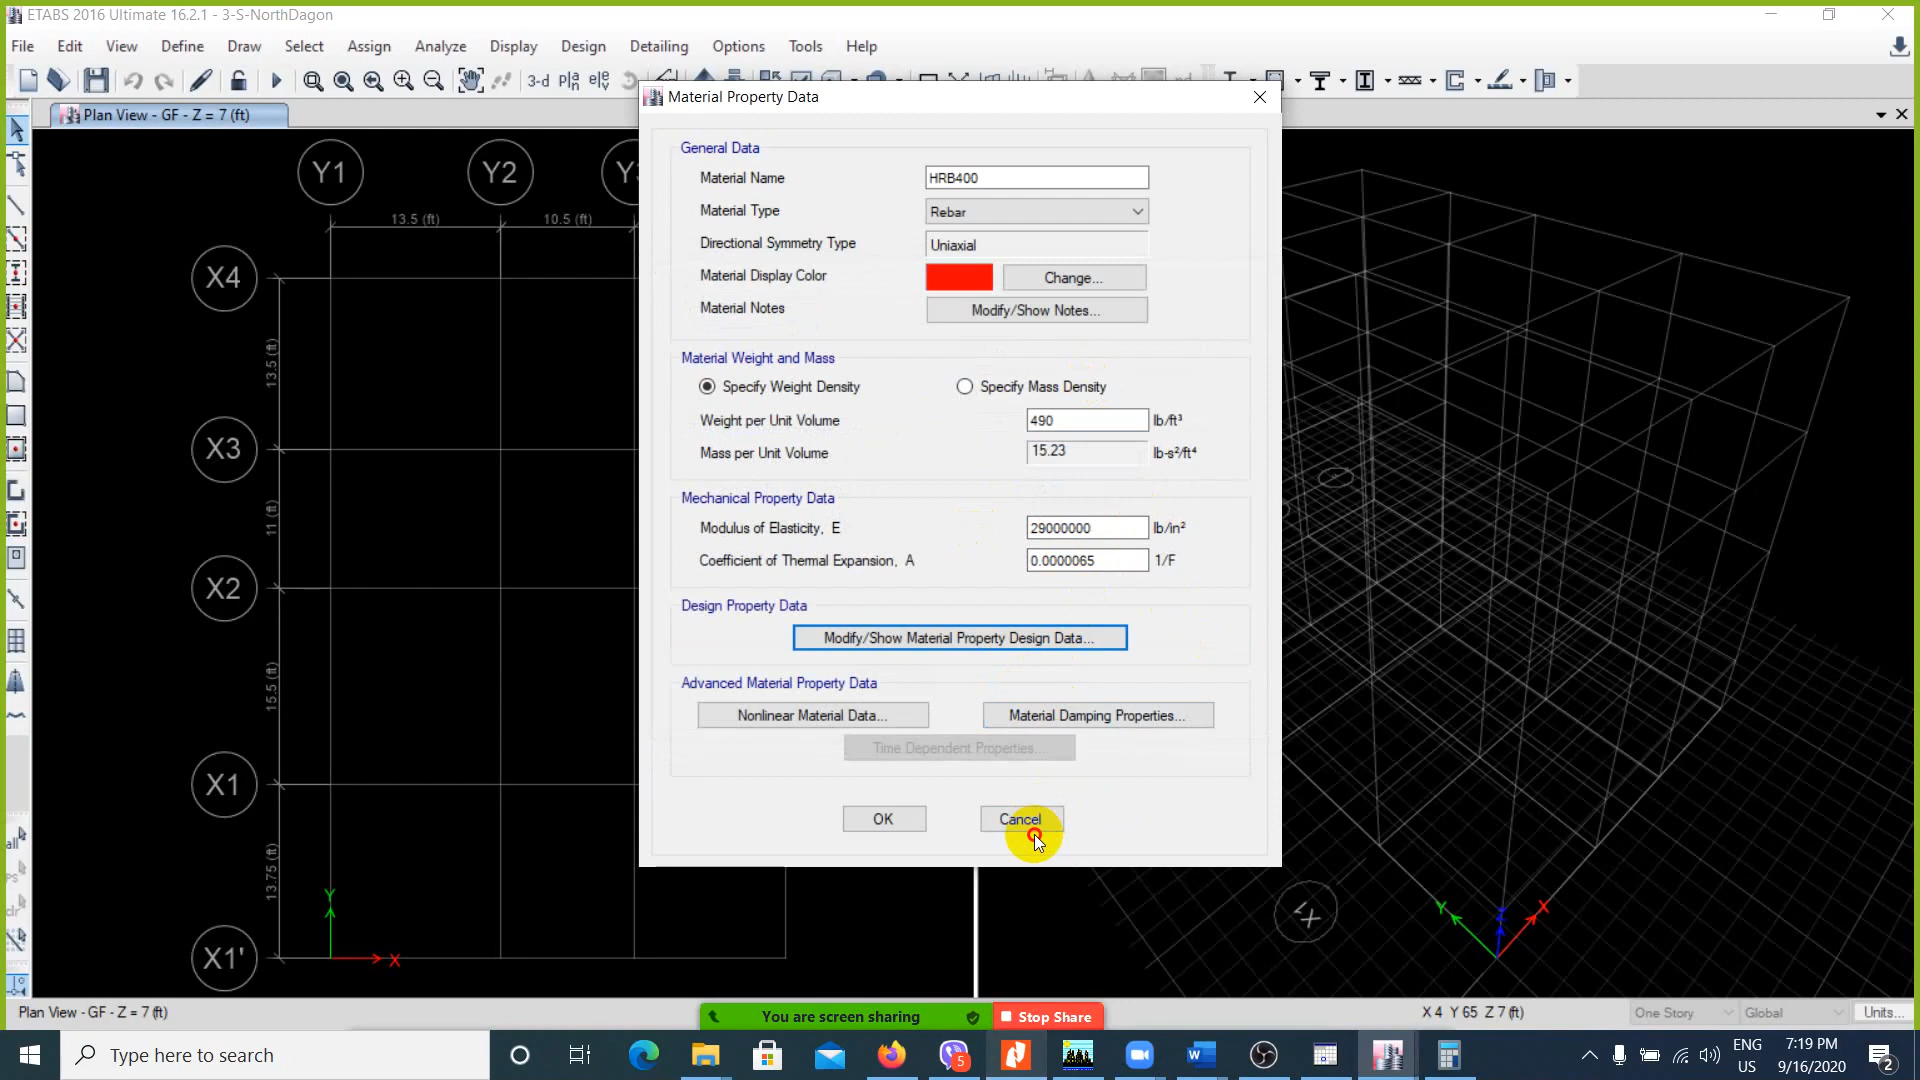 ETABS 2016 Ultimate 16.2.1 - 3-S-NorthDagon
File Edit View Define Draw Select Assign Analyze Display Design Detailing Options Tools Help
3-d
Plan View - GF - Z = 7 (ft)
Material Property Data
General Data
Material Name HRB400
Material Type Rebar
Directional Symmetry Type Uniaxial
Material Display Color Change...
Material Notes Modify/Show Notes...
Material Weight and Mass
Specify Weight Density Specify Mass Density
Weight per Unit Volume 490 lb/ft³
Mass per Unit Volume 15.23 lb-s²/ft⁴
Mechanical Property Data
Modulus of Elasticity, E 29000000 lb/in²
Coefficient of Thermal Expansion, A 0.0000065 1/F
Design Property Data
Modify/Show Material Property Design Data...
Advanced Material Property Data
Nonlinear Material Data... Material Damping Properties...
Time Dependent Properties...
OK Cancel
Y1 Y2
13.5 (ft) 10.5 (ft)
X4
13.5 (ft)
X3
11 (ft)
X2
15.5 (ft)
X1
13.75 (ft)
X1'
Y
X
Y Z X
Plan View - GF - Z = 7 (ft)
You are screen sharing Stop Share
X 4 Y 65 Z 7 (ft)
One Story Global Units...
Type here to search
5
ENG
US
7:19 PM
9/16/2020
2